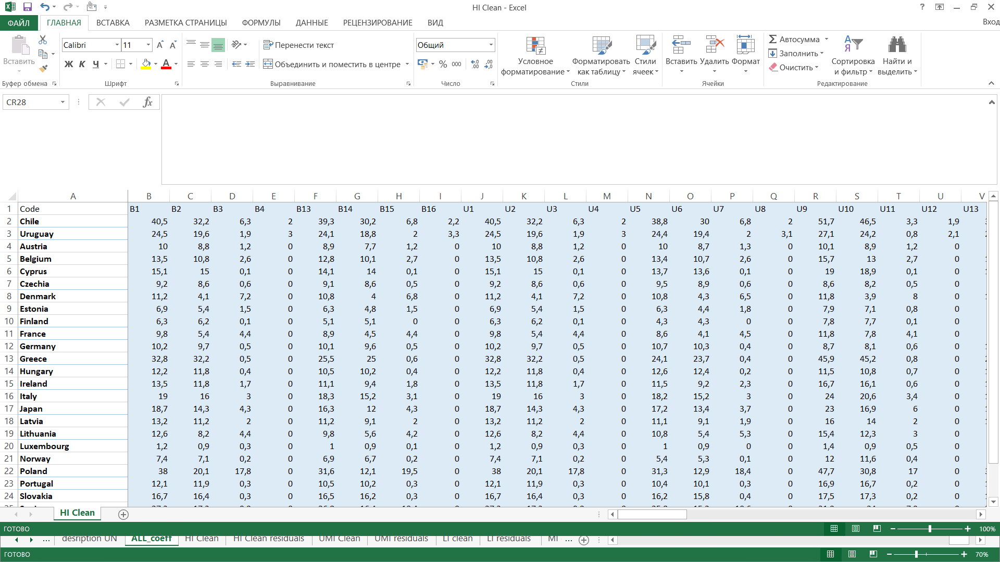 HI Clean - Excel
ФАЙЛ ГЛАВНАЯ ВСТАВКА РАЗМЕТКА СТРАНИЦЫ ФОРМУЛЫ ДАННЫЕ РЕЦЕНЗИРОВАНИЕ ВИД Вход
Вставить Calibri 11 Перенести текст Общий Автосумма
Ж К Ч Объединить и поместить в центре % 000 Условное форматирование Форматировать как таблицу Стили ячеек Вставить Удалить Формат Заполнить Очистить Сортировка и фильтр Найти и выделить
Буфер обмена Шрифт Выравнивание Число Стили Ячейки Редактирование
CR28 fx
A B C D E F G H I J K L M N O P Q R S T U V
1 Code B1 B2 B3 B4 B13 B14 B15 B16 U1 U2 U3 U4 U5 U6 U7 U8 U9 U10 U11 U12 U13
2 Chile 40,5 32,2 6,3 2 39,3 30,2 6,8 2,2 40,5 32,2 6,3 2 38,8 30 6,8 2 51,7 46,5 3,3 1,9
3 Uruguay 24,5 19,6 1,9 3 24,1 18,8 2 3,3 24,5 19,6 1,9 3 24,4 19,4 2 3,1 27,1 24,2 0,8 2,1
4 Austria 10 8,8 1,2 0 8,9 7,7 1,2 0 10 8,8 1,2 0 10 8,7 1,3 0 10,1 8,9 1,2 0
5 Belgium 13,5 10,8 2,6 0 12,8 10,1 2,7 0 13,5 10,8 2,6 0 13,4 10,7 2,6 0 15,7 13 2,7 0
6 Cyprus 15,1 15 0,1 0 14,1 14 0,1 0 15,1 15 0,1 0 13,7 13,6 0,1 0 19 18,9 0,1 0
7 Czechia 9,2 8,6 0,6 0 9,1 8,6 0,5 0 9,2 8,6 0,6 0 9,5 8,9 0,6 0 8,6 8,2 0,5 0
8 Denmark 11,2 4,1 7,2 0 10,8 4 6,8 0 11,2 4,1 7,2 0 10,8 4,3 6,5 0 11,8 3,9 8 0
9 Estonia 6,9 5,4 1,5 0 6,3 4,8 1,5 0 6,9 5,4 1,5 0 6,3 4,4 1,8 0 7,9 7,1 0,8 0
10 Finland 6,3 6,2 0,1 0 5,1 5,1 0 0 6,3 6,2 0,1 0 4,3 4,3 0 0 7,8 7,7 0,1 0
11 France 9,8 5,4 4,4 0 8,9 4,5 4,4 0 9,8 5,4 4,4 0 8,6 4,1 4,5 0 11,8 7,8 4,1 0
12 Germany 10,2 9,7 0,5 0 10,1 9,6 0,5 0 10,2 9,7 0,5 0 10,7 10,3 0,4 0 8,7 8,1 0,6 0
13 Greece 32,8 32,2 0,5 0 25,5 25 0,6 0 32,8 32,2 0,5 0 24,1 23,7 0,4 0 45,9 45,2 0,8 0
14 Hungary 12,2 11,8 0,4 0 10,5 10,2 0,4 0 12,2 11,8 0,4 0 12,6 12,4 0,2 0 11,5 10,8 0,7 0
15 Ireland 13,5 11,8 1,7 0 11,1 9,4 1,8 0 13,5 11,8 1,7 0 11,5 9,2 2,3 0 16,7 16,1 0,6 0
16 Italy 19 16 3 0 18,3 15,2 3,1 0 19 16 3 0 18,2 15,2 3 0 24 20,6 3,4 0
17 Japan 18,7 14,3 4,3 0 16,3 12 4,3 0 18,7 14,3 4,3 0 17,2 13,4 3,7 0 23 16,9 6 0
18 Latvia 13,2 11,2 2 0 11,2 9,1 2 0 13,2 11,2 2 0 11,1 9,1 1,9 0 16 14 2 0
19 Lithuania 12,6 8,2 4,4 0 9,8 5,6 4,2 0 12,6 8,2 4,4 0 10,8 5,4 5,3 0 15,4 12,3 3 0
20 Luxembourg 1,2 0,9 0,3 0 1 0,9 0,1 0 1,2 0,9 0,3 0 1 0,9 0 0 1,4 0,9 0,5 0
21 Norway 7,4 7,1 0,2 0 6,9 6,7 0,2 0 7,4 7,1 0,2 0 5,4 5,3 0,1 0 12 11,6 0,4 0
22 Poland 38 20,1 17,8 0 31,6 12,1 19,5 0 38 20,1 17,8 0 31,3 12,9 18,4 0 47,7 30,8 17 0
23 Portugal 12,1 11,9 0,3 0 10,5 10,2 0,3 0 12,1 11,9 0,3 0 10,4 10,1 0,3 0 16,9 16,7 0,2 0
24 Slovakia 16,7 16,4 0,3 0 16,5 16,2 0,3 0 16,7 16,4 0,3 0 16,2 15,8 0,4 0 17,5 17,3 0,2 0
HI Clean
ГОТОВО 100%
... desription UN ALL_coeff HI Clean HI Clean residuals UMI Clean UMI residuals LI clean LI residuals MI ...
ГОТОВО 70%